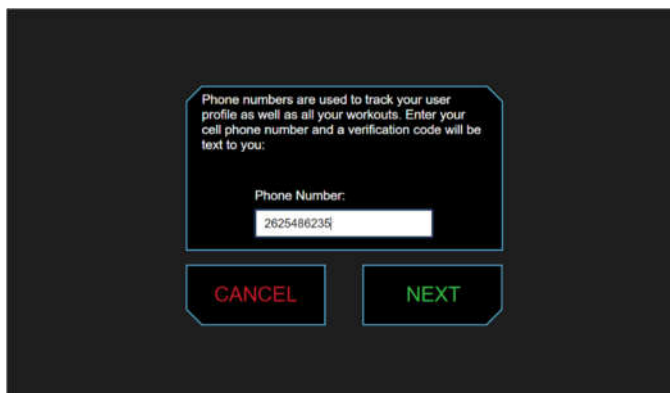 Phone numbers are used to track your user
profile as well as all your workouts. Enter your
cell phone number and a verification code will be
text to you:
Phone Number:
2625486235
CANCEL
NEXT